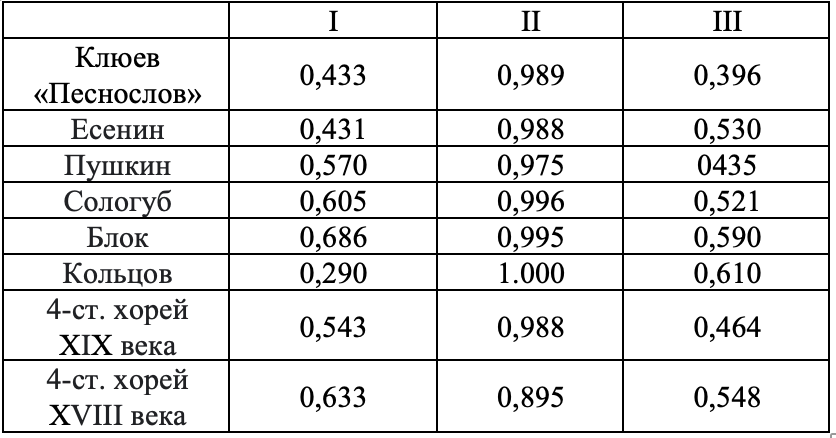 I II III
Клюев
«Песнослов» 0,433 0,989 0,396
Есенин 0,431 0,988 0,530
Пушкин 0,570 0,975 0435
Сологуб 0,605 0,996 0,521
Блок 0,686 0,995 0,590
Кольцов 0,290 1.000 0,610
4-ст. хорей
XIX века 0,543 0,988 0,464
4-ст. хорей
XVIII века 0,633 0,895 0,548